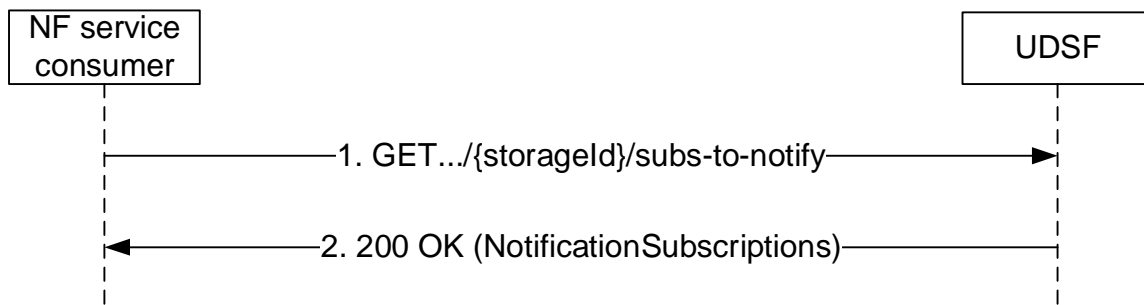 NF service
consumer
UDSF
1. GET.../{storageId}/subs-to-notify
2. 200 OK (NotificationSubscriptions)